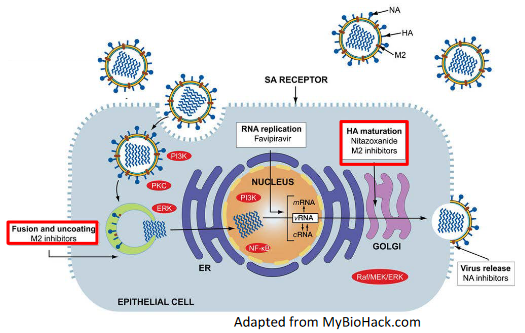 NA
HA
M2
SA RECEPTOR
RNA replication
Favipiravir
HA maturation
Nitazoxanide
M2 inhibitors
PI3K
PKC
ERK
NUCLEUS
PI3K
mRNA
vRNA
cRNA
NF-κB
Fusion and uncoating
M2 inhibitors
ER
GOLGI
Raf/MEK/ERK
Virus release
NA inhibitors
EPITHELIAL CELL
Adapted from MyBioHack.com